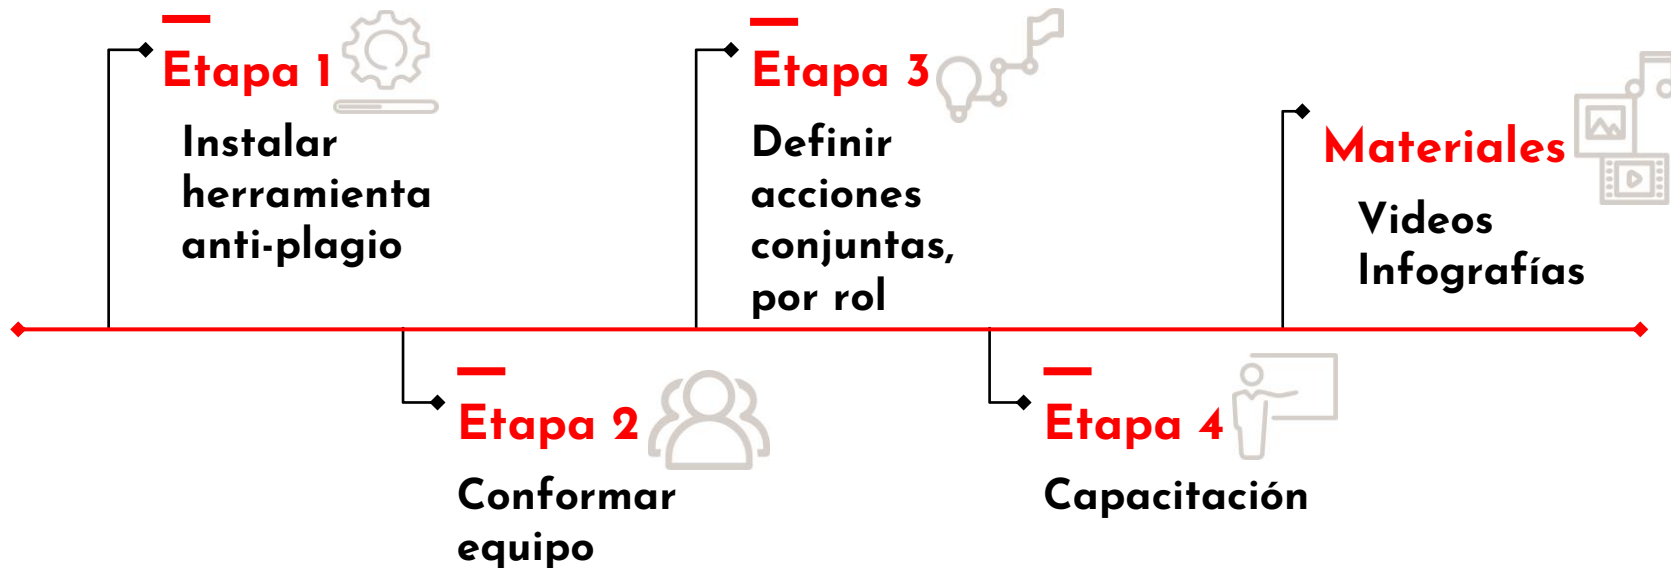 Etapa 1
Instalar
herramienta
anti-plagio
Etapa 2
Conformar
equipo
Etapa 3
Definir
acciones
conjuntas,
por rol
Etapa 4
Capacitación
Materiales
Videos
Infografías